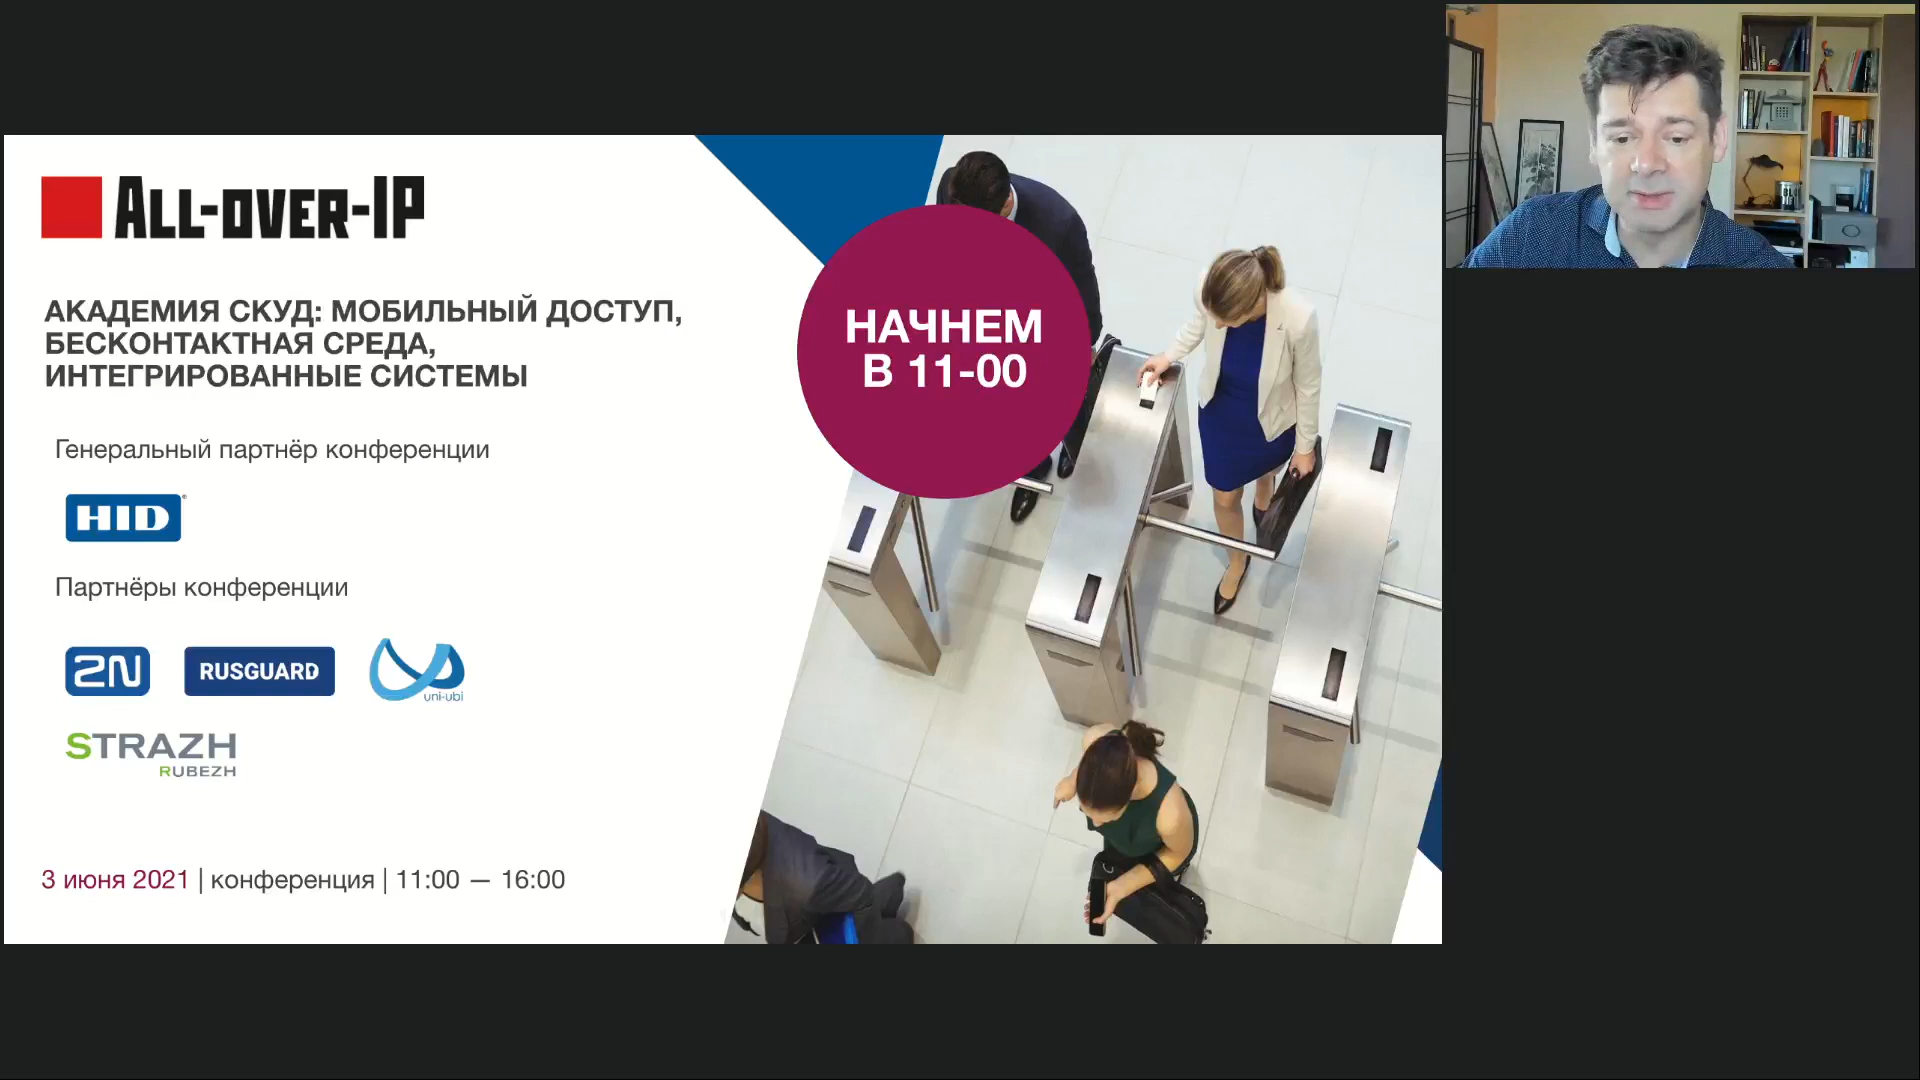 ALL-OVER-IP
АКАДЕМИЯ СКУД: МОБИЛЬНЫЙ ДОСТУП,
БЕСКОНТАКТНАЯ СРЕДА,
ИНТЕГРИРОВАННЫЕ СИСТЕМЫ
НАЧНЕМ
В 11-00
Генеральный партнёр конференции
HID
Партнёры конференции
2N
RUSGUARD
uni-ubi
STRAZH
RUBEZH
3 июня 2021 | конференция | 11:00 — 16:00